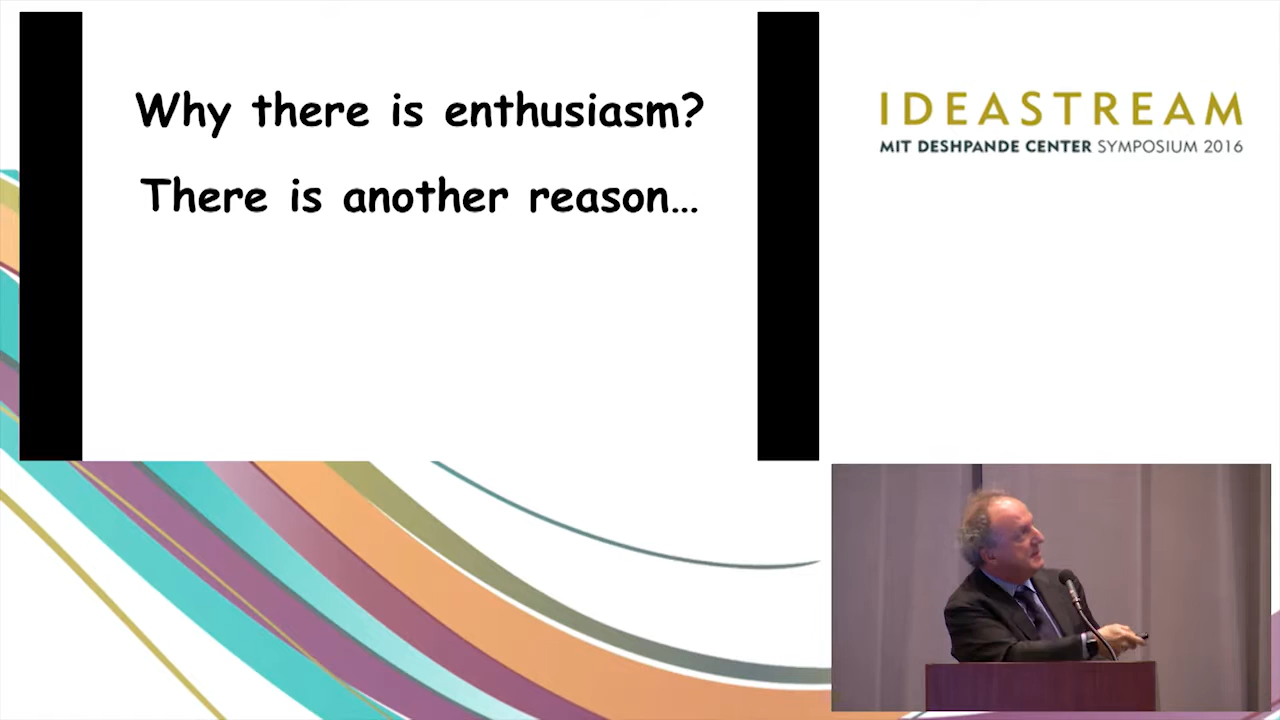 Why there is enthusiasm?
There is another reason...
IDEASTREAM
MIT DESHPANDE CENTER SYMPOSIUM 2016